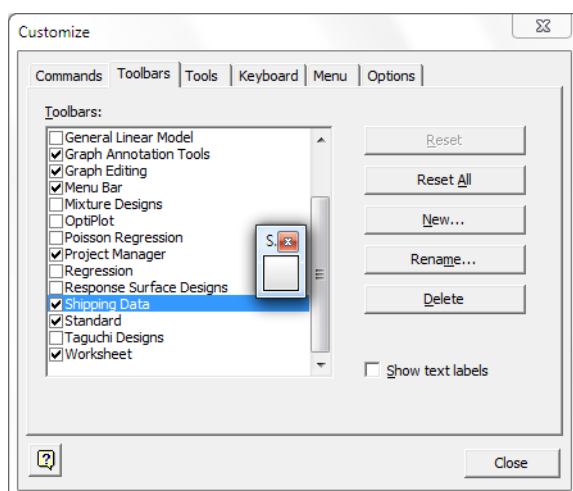 Customize
Commands Toolbars Tools Keyboard Menu Options
Toolbars:
General Linear Model
Graph Annotation Tools
Graph Editing
Menu Bar
Mixture Designs
OptiPlot
Poisson Regression
Project Manager
Regression
Response Surface Designs
Shipping Data
Standard
Taguchi Designs
Worksheet
S.
Reset
Reset All
New...
Rename...
Delete
Show text labels
Close